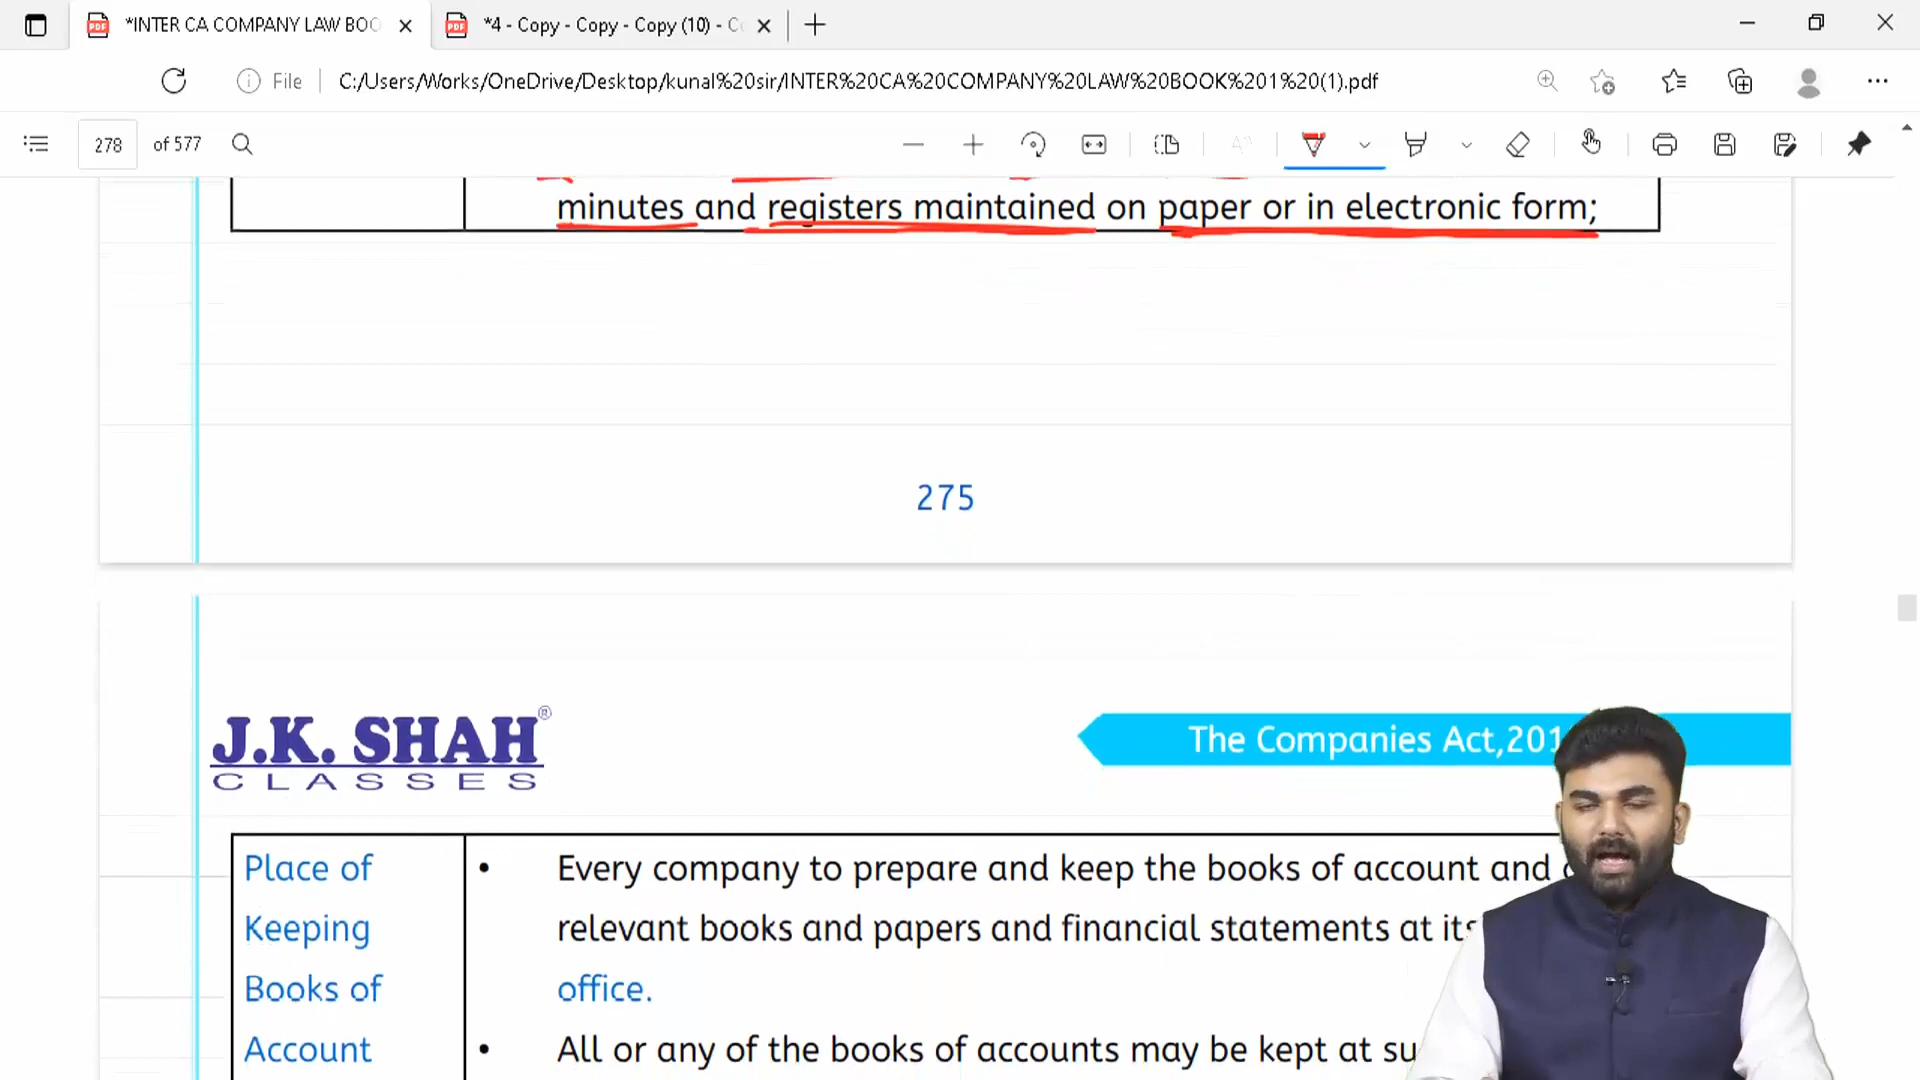 *INTER CA COMPANY LAW BOO
*4 - Copy - Copy - Copy (10) - C
File
C:/Users/Works/OneDrive/Desktop/kunal%20sir/INTER%20CA%20COMPANY%20LAW%20BOOK%201%20(1).pdf
278 of 577
minutes and registers maintained on paper or in electronic form;
275
J.K. SHAH®
CLASSES
The Companies Act,201
Place of
Keeping
Books of
Account
• Every company to prepare and keep the books of account and
relevant books and papers and financial statements at its
office.
• All or any of the books of accounts may be kept at su